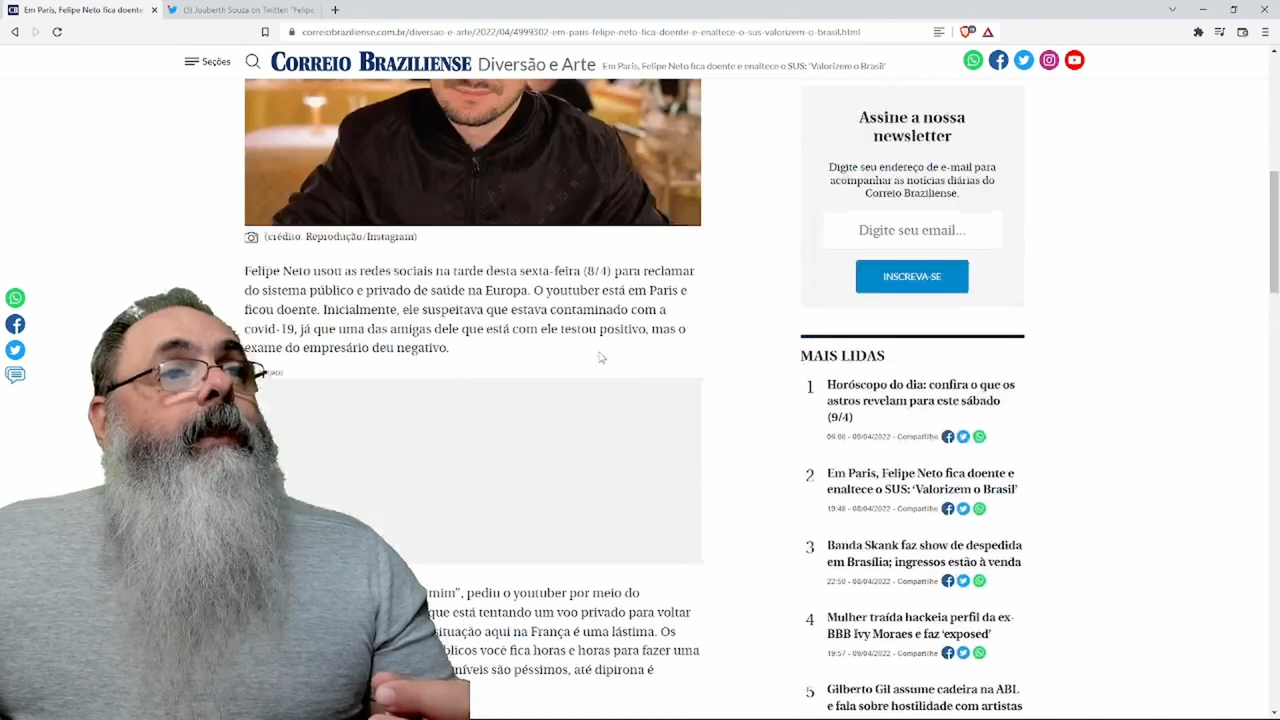 Em Paris, Felipe Neto fica doente
(5) Jouberth Souza on Twitter: "Felipe
correiobraziliense.com.br/diversao-e-arte/2022/04/4999302-em-paris-felipe-neto-fica-doente-e-enaltece-o-sus-valorizem-o-brasil.html
Seções
CORREIO BRAZILIENSE
Diversão e Arte
Em Paris, Felipe Neto fica doente e enaltece o SUS: 'Valorizem o Brasil'
(crédito: Reprodução/Instagram)
Felipe Neto usou as redes sociais na tarde desta sexta-feira (8/4) para reclamar
do sistema público e privado de saúde na Europa. O youtuber está em Paris e
ficou doente. Inicialmente, ele suspeitava que estava contaminado com a
covid-19, já que uma das amigas dele que está com ele testou positivo, mas o
exame do empresário deu negativo.
mim", pediu o youtuber por meio do
que está tentando um voo privado para voltar
situação aqui na França é uma lástima. Os
blicos você fica horas e horas para fazer uma
níveis são péssimos, até dipirona é
Assine a nossa
newsletter
Digite seu endereço de e-mail para
acompanhar as notícias diárias do
Correio Braziliense.
Digite seu email...
INSCREVA-SE
MAIS LIDAS
1 Horóscopo do dia: confira o que os
astros revelam para este sábado
(9/4)
06:00 - 09/04/2022 - Compartilhe
2 Em Paris, Felipe Neto fica doente e
enaltece o SUS: 'Valorizem o Brasil'
19:48 - 08/04/2022 - Compartilhe
3 Banda Skank faz show de despedida
em Brasília; ingressos estão à venda
22:50 - 08/04/2022 - Compartilhe
4 Mulher traída hackeia perfil da ex-
BBB Ivy Moraes e faz 'exposed'
19:57 - 09/04/2022 - Compartilhe
5 Gilberto Gil assume cadeira na ABL
e fala sobre hostilidade com artistas